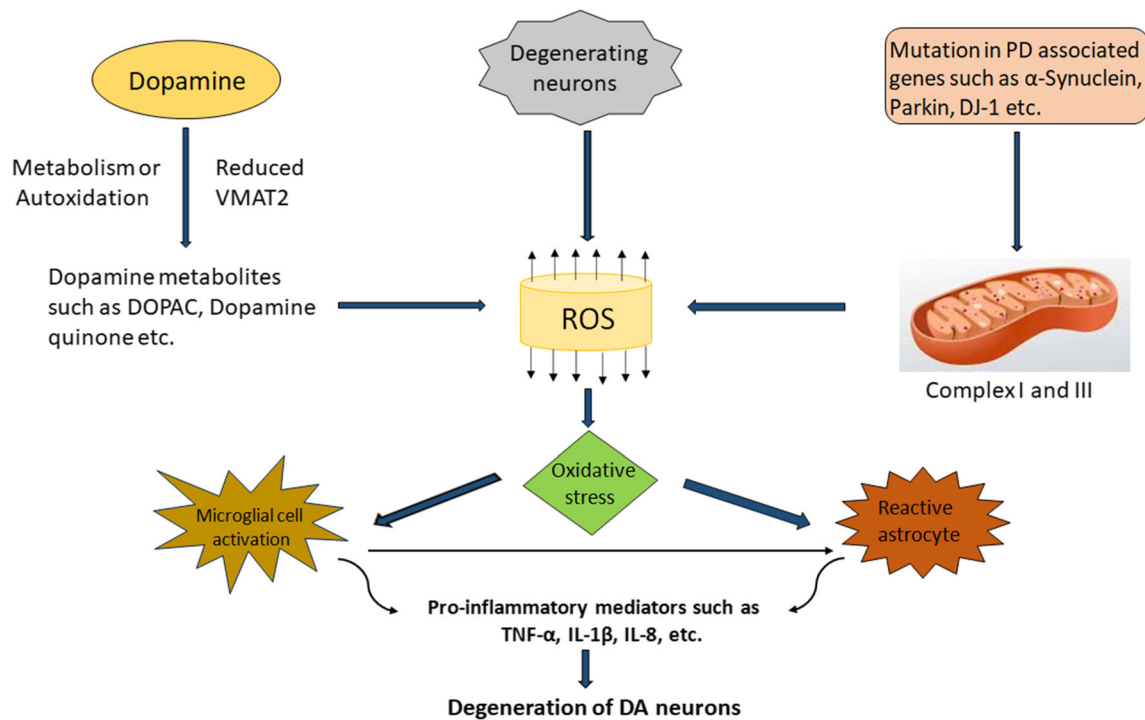 Dopamine
Degenerating
neurons
Mutation in PD associated
genes such as α-Synuclein,
Parkin, DJ-1 etc.
Metabolism or
Autoxidation
Reduced
VMAT2
Dopamine metabolites
such as DOPAC, Dopamine
quinone etc.
ROS
Complex I and III
Oxidative
stress
Microglial cell
activation
Reactive
astrocyte
Pro-inflammatory mediators such as
TNF-α, IL-1β, IL-8, etc.
Degeneration of DA neurons